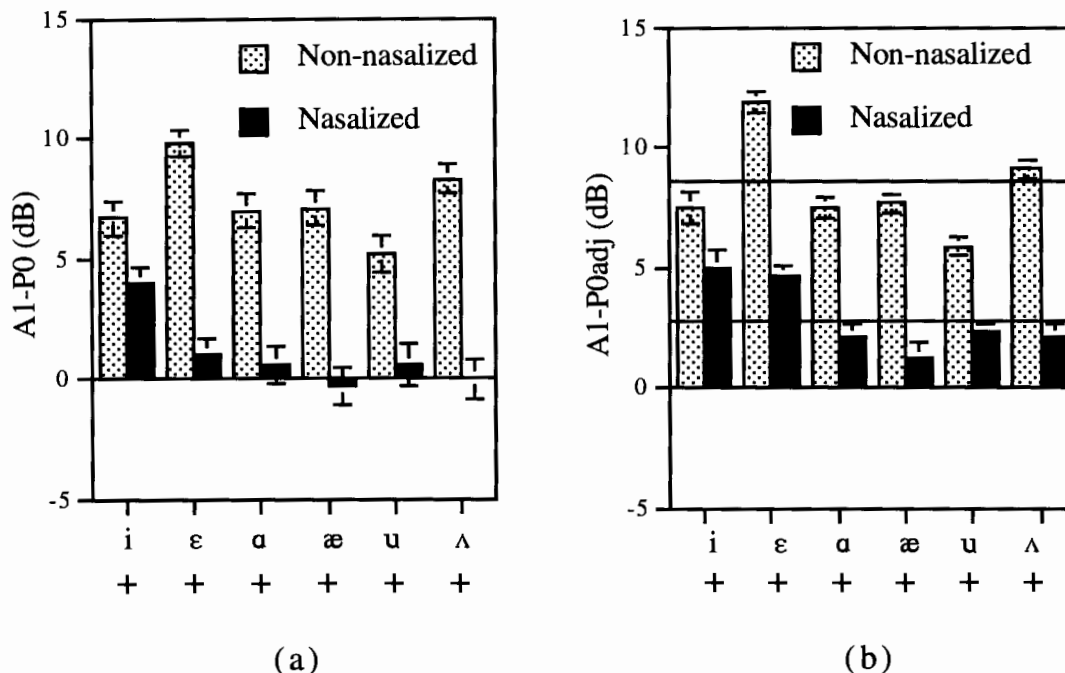 15
10
5
0
-5
A1-P0 (dB)
Non-nasalized
Nasalized
i ɛ ɑ æ u ʌ
+ + + + + +
(a)
15
10
5
0
-5
A1-P0adj (dB)
Non-nasalized
Nasalized
i ɛ ɑ æ u ʌ
+ + + + + +
(b)